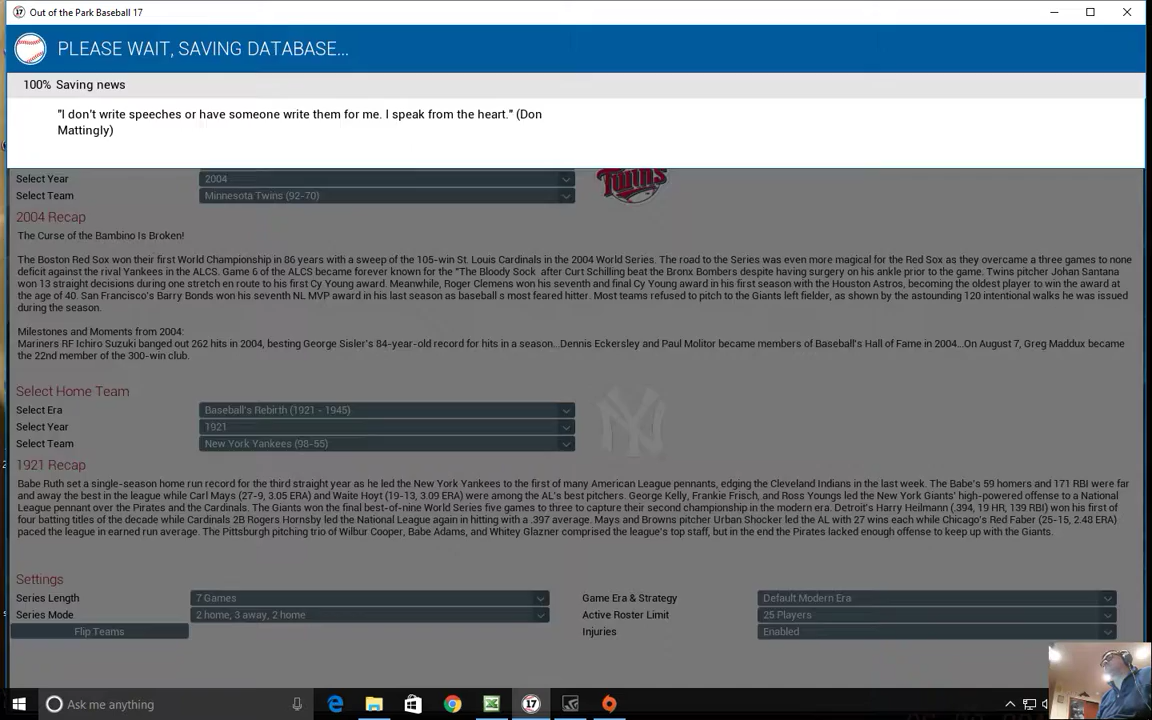 17 Out of the Park Baseball 17
PLEASE WAIT, SAVING DATABASE...
100% Saving news
"I don't write speeches or have someone write them for me. I speak from the heart." (Don
Mattingly)
Select Year 2004
Select Team Minnesota Twins (92-70)
Twins
2004 Recap
The Curse of the Bambino Is Broken!
The Boston Red Sox won their first World Championship in 86 years with a sweep of the 105-win St. Louis Cardinals in the 2004 World Series. The road to the Series was even more magical for the Red Sox as they overcame a three games to none
deficit against the rival Yankees in the ALCS. Game 6 of the ALCS became forever known for the "The Bloody Sock  after Curt Schilling beat the Bronx Bombers despite having surgery on his ankle prior to the game. Twins pitcher Johan Santana
won 13 straight decisions during one stretch en route to his first Cy Young award. Meanwhile, Roger Clemens won his seventh and final Cy Young award in his first season with the Houston Astros, becoming the oldest player to win the award at
the age of 40. San Francisco's Barry Bonds won his seventh NL MVP award in his last season as baseball s most feared hitter. Most teams refused to pitch to the Giants left fielder, as shown by the astounding 120 intentional walks he was issued
during the season.
Milestones and Moments from 2004:
Mariners RF Ichiro Suzuki banged out 262 hits in 2004, besting George Sisler's 84-year-old record for hits in a season...Dennis Eckersley and Paul Molitor became members of Baseball's Hall of Fame in 2004...On August 7, Greg Maddux became
the 22nd member of the 300-win club.
Select Home Team
Select Era Baseball's Rebirth (1921 - 1945)
Select Year 1921
Select Team New York Yankees (98-55)
NY
1921 Recap
Babe Ruth set a single-season home run record for the third straight year as he led the New York Yankees to the first of many American League pennants, edging the Cleveland Indians in the last week. The Babe's 59 homers and 171 RBI were far
and away the best in the league while Carl Mays (27-9, 3.05 ERA) and Waite Hoyt (19-13, 3.09 ERA) were among the AL's best pitchers. George Kelly, Frankie Frisch, and Ross Youngs led the New York Giants' high-powered offense to a National
League pennant over the Pirates and the Cardinals. The Giants won the final best-of-nine World Series five games to three to capture their second championship in the modern era. Detroit's Harry Heilmann (.394, 19 HR, 139 RBI) won his first of
four batting titles of the decade while Cardinals 2B Rogers Hornsby led the National League again in hitting with a .397 average. Mays and Browns pitcher Urban Shocker led the AL with 27 wins each while Chicago's Red Faber (25-15, 2.48 ERA)
paced the league in earned run average. The Pittsburgh pitching trio of Wilbur Cooper, Babe Adams, and Whitey Glazner comprised the league's top staff, but in the end the Pirates lacked enough offense to keep up with the Giants.
Settings
Series Length 7 Games Game Era & Strategy Default Modern Era
Series Mode 2 home, 3 away, 2 home Active Roster Limit 25 Players
Flip Teams Injuries Enabled
Ask me anything 17